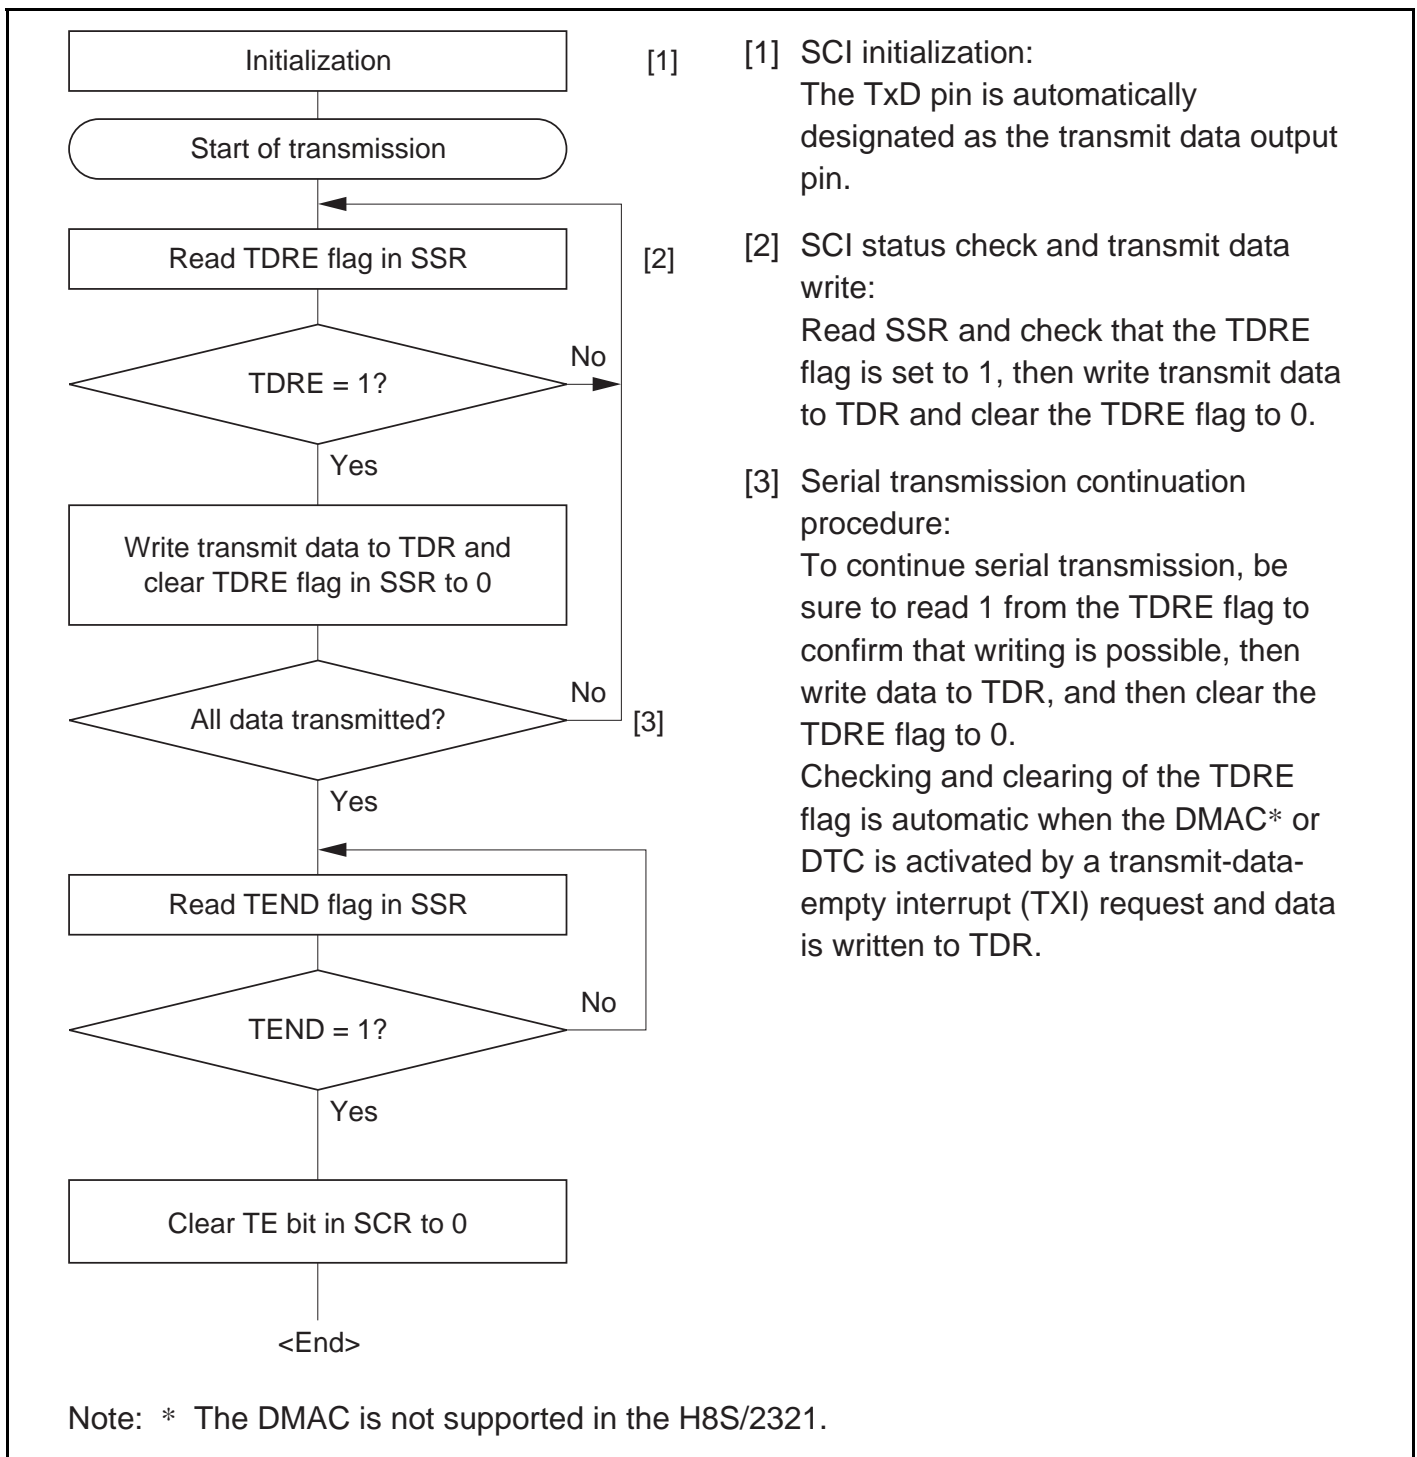 Initialization
[1]
Start of transmission
Read TDRE flag in SSR
[2]
TDRE = 1?
No
Yes
Write transmit data to TDR and
clear TDRE flag in SSR to 0
All data transmitted?
No
[3]
Yes
Read TEND flag in SSR
TEND = 1?
No
Yes
Clear TE bit in SCR to 0
<End>
[1] SCI initialization:
The TxD pin is automatically
designated as the transmit data output
pin.
[2] SCI status check and transmit data
write:
Read SSR and check that the TDRE
flag is set to 1, then write transmit data
to TDR and clear the TDRE flag to 0.
[3] Serial transmission continuation
procedure:
To continue serial transmission, be
sure to read 1 from the TDRE flag to
confirm that writing is possible, then
write data to TDR, and then clear the
TDRE flag to 0.
Checking and clearing of the TDRE
flag is automatic when the DMAC* or
DTC is activated by a transmit-data-
empty interrupt (TXI) request and data
is written to TDR.
Note: * The DMAC is not supported in the H8S/2321.